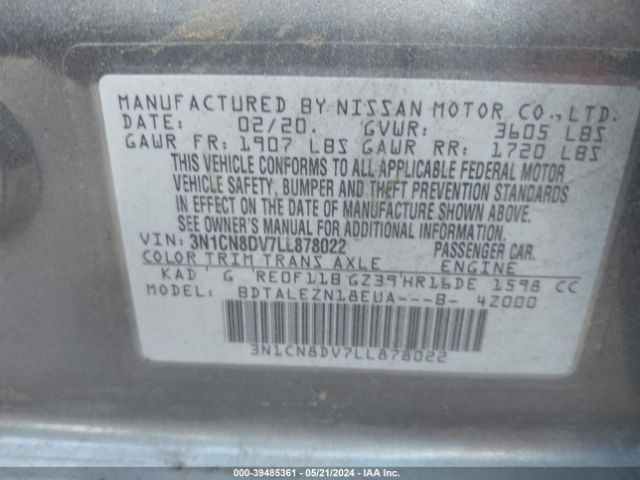 MANUFACTURED BY NISSAN MOTOR CO., LTD.
DATE: 02/20. GVWR: 3605 LBS
GAWR FR: 1907 LBS GAWR RR: 1720 LBS
THIS VEHICLE CONFORMS TO ALL APPLICABLE FEDERAL MOTOR
VEHICLE SAFETY, BUMPER AND THEFT PREVENTION STANDARDS
IN EFFECT ON THE DATE OF MANUFACTURE SHOWN ABOVE.
SEE OWNER'S MANUAL FOR ADDITIONAL INFORMATION.
VIN: 3N1CN8DV7LL878022 PASSENGER CAR.
COLOR TRIM TRANS AXLE ENGINE
KAD G RE0F11B GZ39 HR16DE 1598 CC
MODEL: BDTALEZN18EUA---B- 4Z000
3N1CN8DV7LL878022
000-39485361 - 05/21/2024 - IAA Inc.